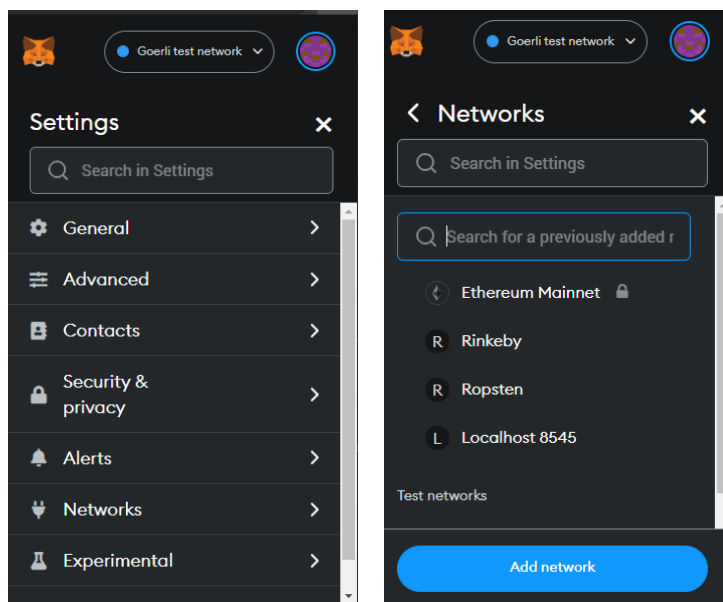 Goerli test network
Settings
Search in Settings
General
Advanced
Contacts
Security &
privacy
Alerts
Networks
Experimental
Goerli test network
Networks
Search in Settings
Search for a previously added r
Ethereum Mainnet
R Rinkeby
R Ropsten
L Localhost 8545
Test networks
Add network